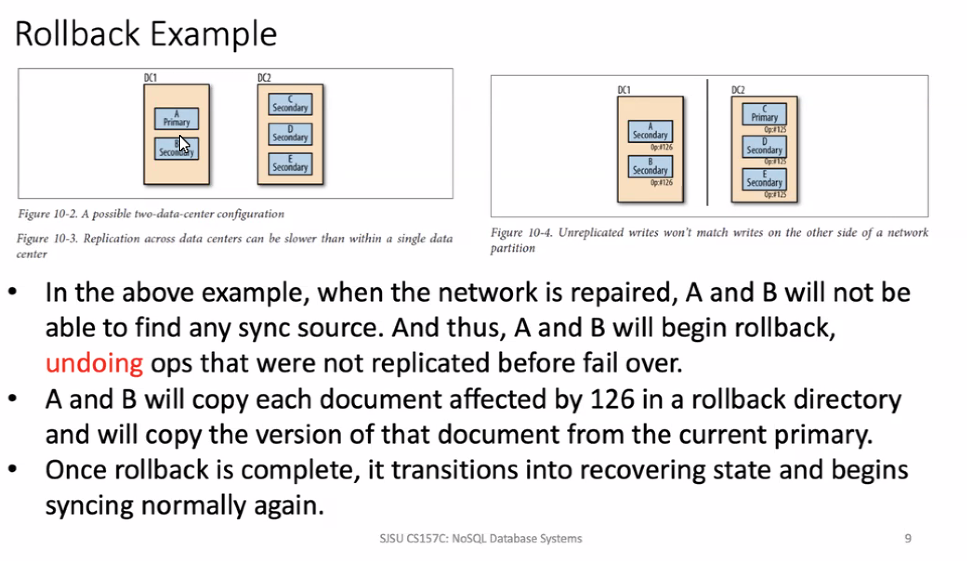 Rollback Example
DC1
A
Primary
B
Secondary
DC2
C
Secondary
D
Secondary
E
Secondary
Figure 10-2. A possible two-data-center configuration
Figure 10-3. Replication across data centers can be slower than within a single data
center
DC1
A
Secondary
Op:#126
B
Secondary
Op:#126
DC2
C
Primary
Op:#125
D
Secondary
Op:#125
E
Secondary
Op:#125
Figure 10-4. Unreplicated writes won't match writes on the other side of a network
partition
• In the above example, when the network is repaired, A and B will not be
able to find any sync source. And thus, A and B will begin rollback,
undoing ops that were not replicated before fail over.
• A and B will copy each document affected by 126 in a rollback directory
and will copy the version of that document from the current primary.
• Once rollback is complete, it transitions into recovering state and begins
syncing normally again.
SJSU CS157C: NoSQL Database Systems
9